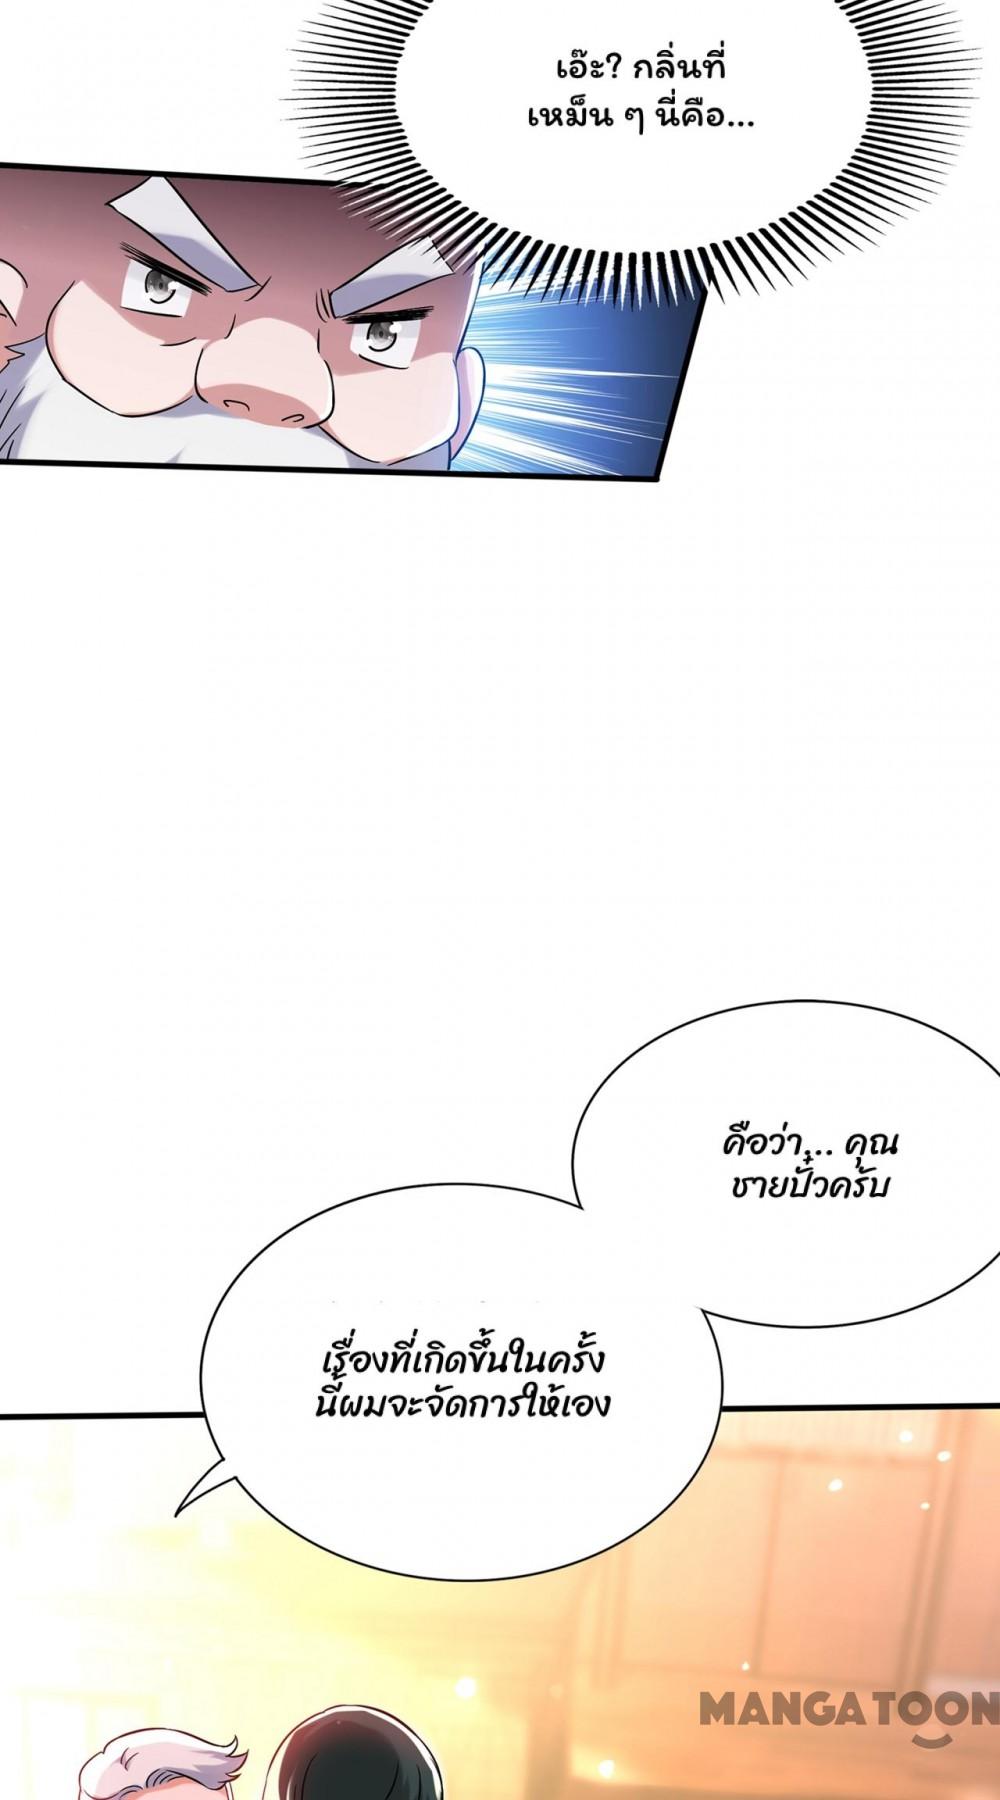 เอ๊ะ? กลิ่นที่
เหม็น ๆ นี่คือ...
คือว่า... คุณ
ชายปั๋วครับ
เรื่องที่เกิดขึ้นในครั้ง
นี้ผมจะจัดการให้เอง
MANGATOON